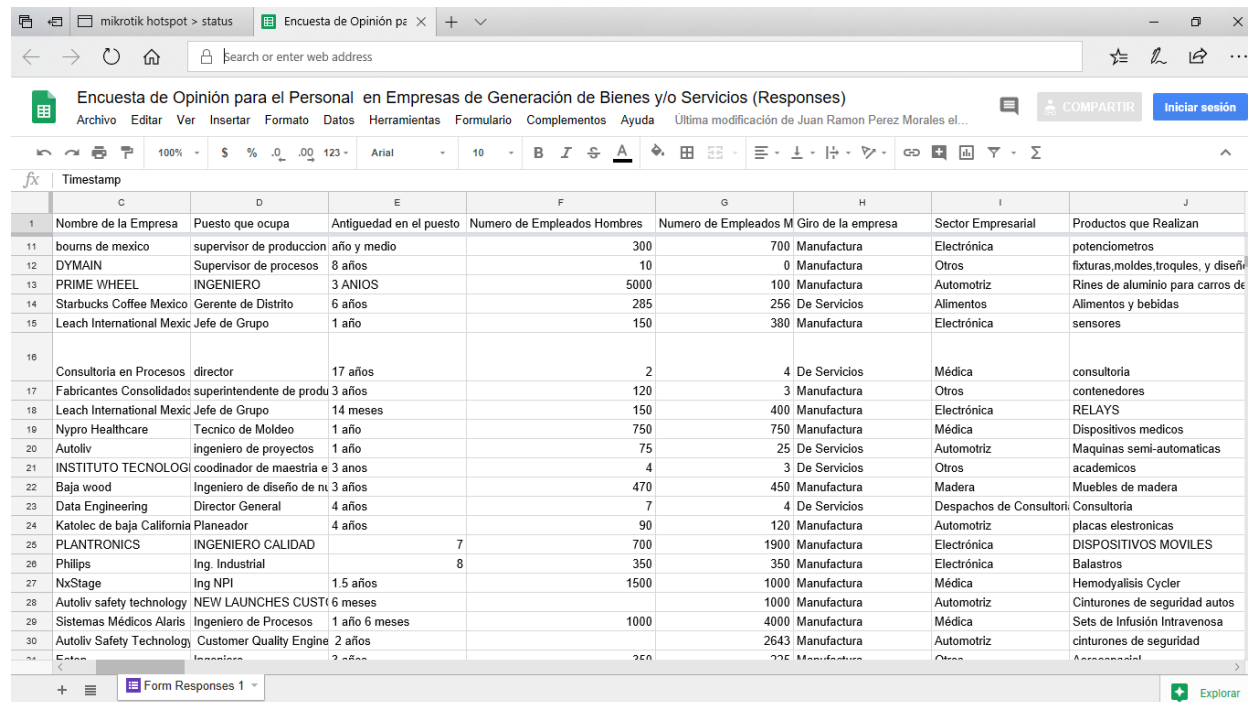 mikrotik hotspot > status Encuesta de Opinión pa
Search or enter web address
Encuesta de Opinión para el Personal en Empresas de Generación de Bienes y/o Servicios (Responses) COMPARTIR Iniciar sesión
Archivo Editar Ver Insertar Formato Datos Herramientas Formulario Complementos Ayuda Última modificación de Juan Ramon Perez Morales el...
100% $ % .0 .00 123 Arial 10 B I S A
fx Timestamp
C D E F G H I J
1 Nombre de la Empresa Puesto que ocupa Antiguedad en el puesto Numero de Empleados Hombres Numero de Empleados M Giro de la empresa Sector Empresarial Productos que Realizan
11 bourns de mexico supervisor de produccion año y medio 300 700 Manufactura Electrónica potenciometros
12 DYMAIN Supervisor de procesos 8 años 10 0 Manufactura Otros fixturas,moldes,troqules, y diseñ
13 PRIME WHEEL INGENIERO 3 ANIOS 5000 100 Manufactura Automotriz Rines de aluminio para carros de
14 Starbucks Coffee Mexico Gerente de Distrito 6 años 285 256 De Servicios Alimentos Alimentos y bebidas
15 Leach International Mexic Jefe de Grupo 1 año 150 380 Manufactura Electrónica sensores
16 Consultoria en Procesos director 17 años 2 4 De Servicios Médica consultoria
17 Fabricantes Consolidados superintendente de produ 3 años 120 3 Manufactura Otros contenedores
18 Leach International Mexic Jefe de Grupo 14 meses 150 400 Manufactura Electrónica RELAYS
19 Nypro Healthcare Tecnico de Moldeo 1 año 750 750 Manufactura Médica Dispositivos medicos
20 Autoliv ingeniero de proyectos 1 año 75 25 De Servicios Automotriz Maquinas semi-automaticas
21 INSTITUTO TECNOLOGI coodinador de maestria e 3 anos 4 3 De Servicios Otros academicos
22 Baja wood Ingeniero de diseño de nu 3 años 470 450 Manufactura Madera Muebles de madera
23 Data Engineering Director General 4 años 7 4 De Servicios Despachos de Consultori Consultoria
24 Katolec de baja California Planeador 4 años 90 120 Manufactura Automotriz placas elestronicas
25 PLANTRONICS INGENIERO CALIDAD 7 700 1900 Manufactura Electrónica DISPOSITIVOS MOVILES
26 Philips Ing. Industrial 8 350 350 Manufactura Electrónica Balastros
27 NxStage Ing NPI 1.5 años 1500 1000 Manufactura Médica Hemodyalisis Cycler
28 Autoliv safety technology NEW LAUNCHES CUST 6 meses 1000 Manufactura Automotriz Cinturones de seguridad autos
29 Sistemas Médicos Alaris Ingeniero de Procesos 1 año 6 meses 1000 4000 Manufactura Médica Sets de Infusión Intravenosa
30 Autoliv Safety Technology Customer Quality Engine 2 años 2643 Manufactura Automotriz cinturones de seguridad
Form Responses 1 Explorar